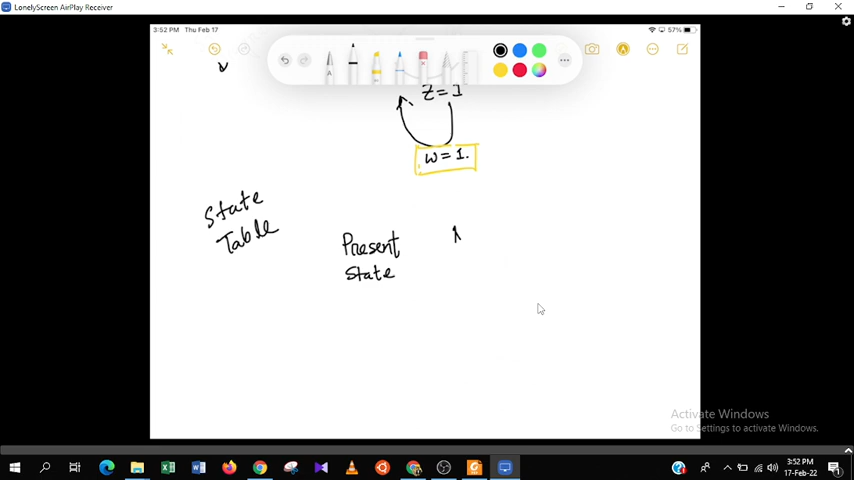 LonelyScreen AirPlay Receiver
3:52 PM Thu Feb 17
57%
A
Z = 1
w = 1.
State
Table
Present
State
Activate Windows
Go to Settings to activate Windows.
3:52 PM
17-Feb-22